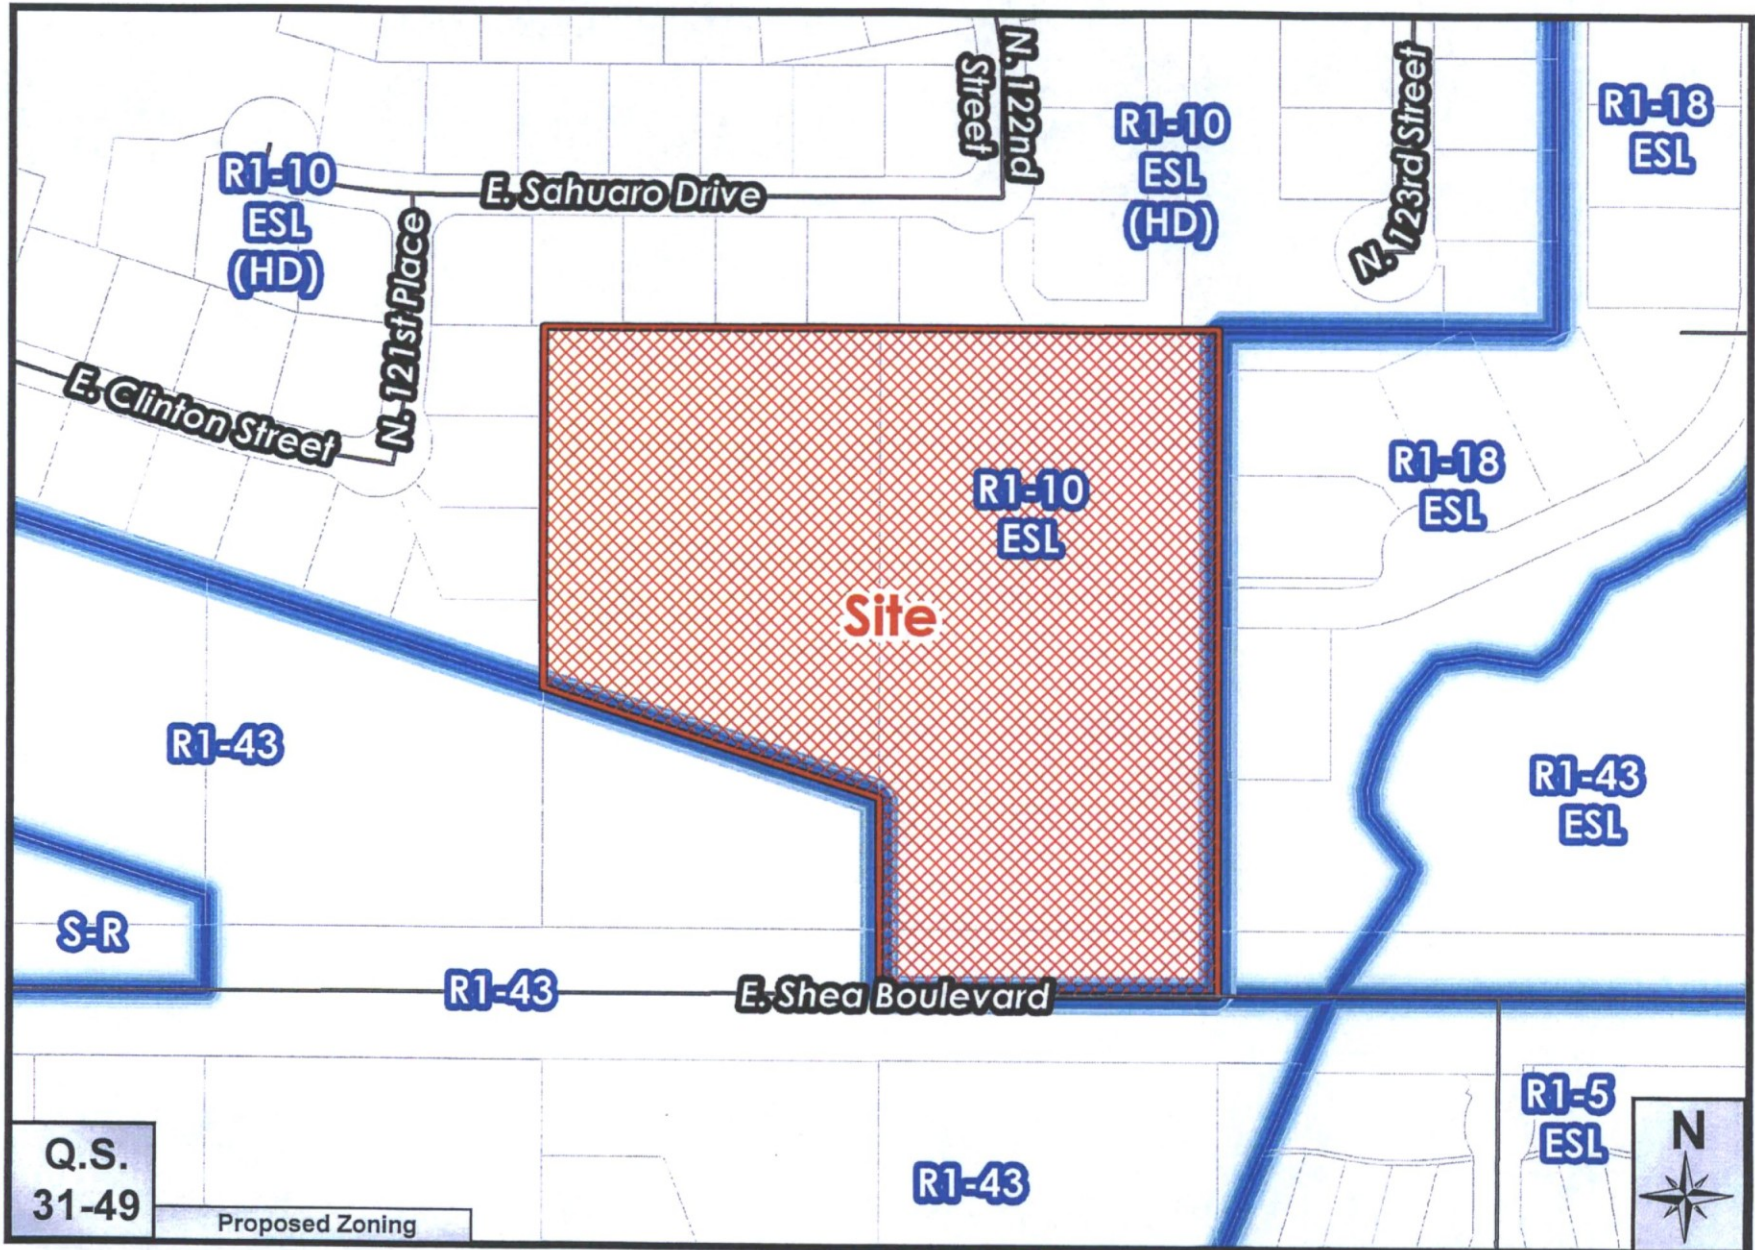 N. 122nd
Street
N. 123rd Street
R1-10
ESL
(HD)
R1-18
ESL
R1-10
ESL
(HD)
E. Sahuaro Drive
N. 121st Place
E. Clinton Street
R1-10
ESL
R1-18
ESL
Site
R1-43
R1-43
ESL
S-R
R1-43
E. Shea Boulevard
R1-5
ESL
R1-43
Q.S.
31-49
Proposed Zoning
N